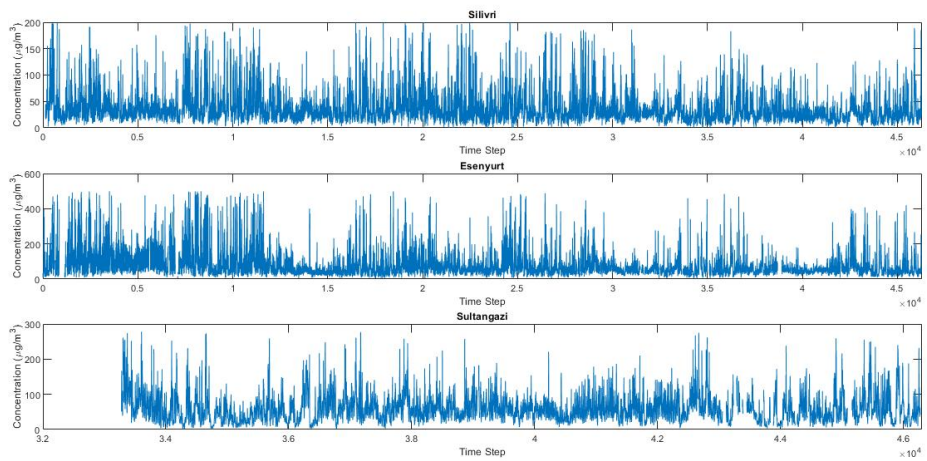 Silivri
Concentration (μg/m³)
200
150
100
50
0
0 0.5 1 1.5 2 2.5 3 3.5 4 4.5
Time Step
×10⁴
Esenyurt
Concentration (μg/m³)
600
400
200
0
0 0.5 1 1.5 2 2.5 3 3.5 4 4.5
Time Step
×10⁴
Sultangazi
Concentration (μg/m³)
300
200
100
0
3.2 3.4 3.6 3.8 40 4.2 4.4 4.6
Time Step
×10⁴